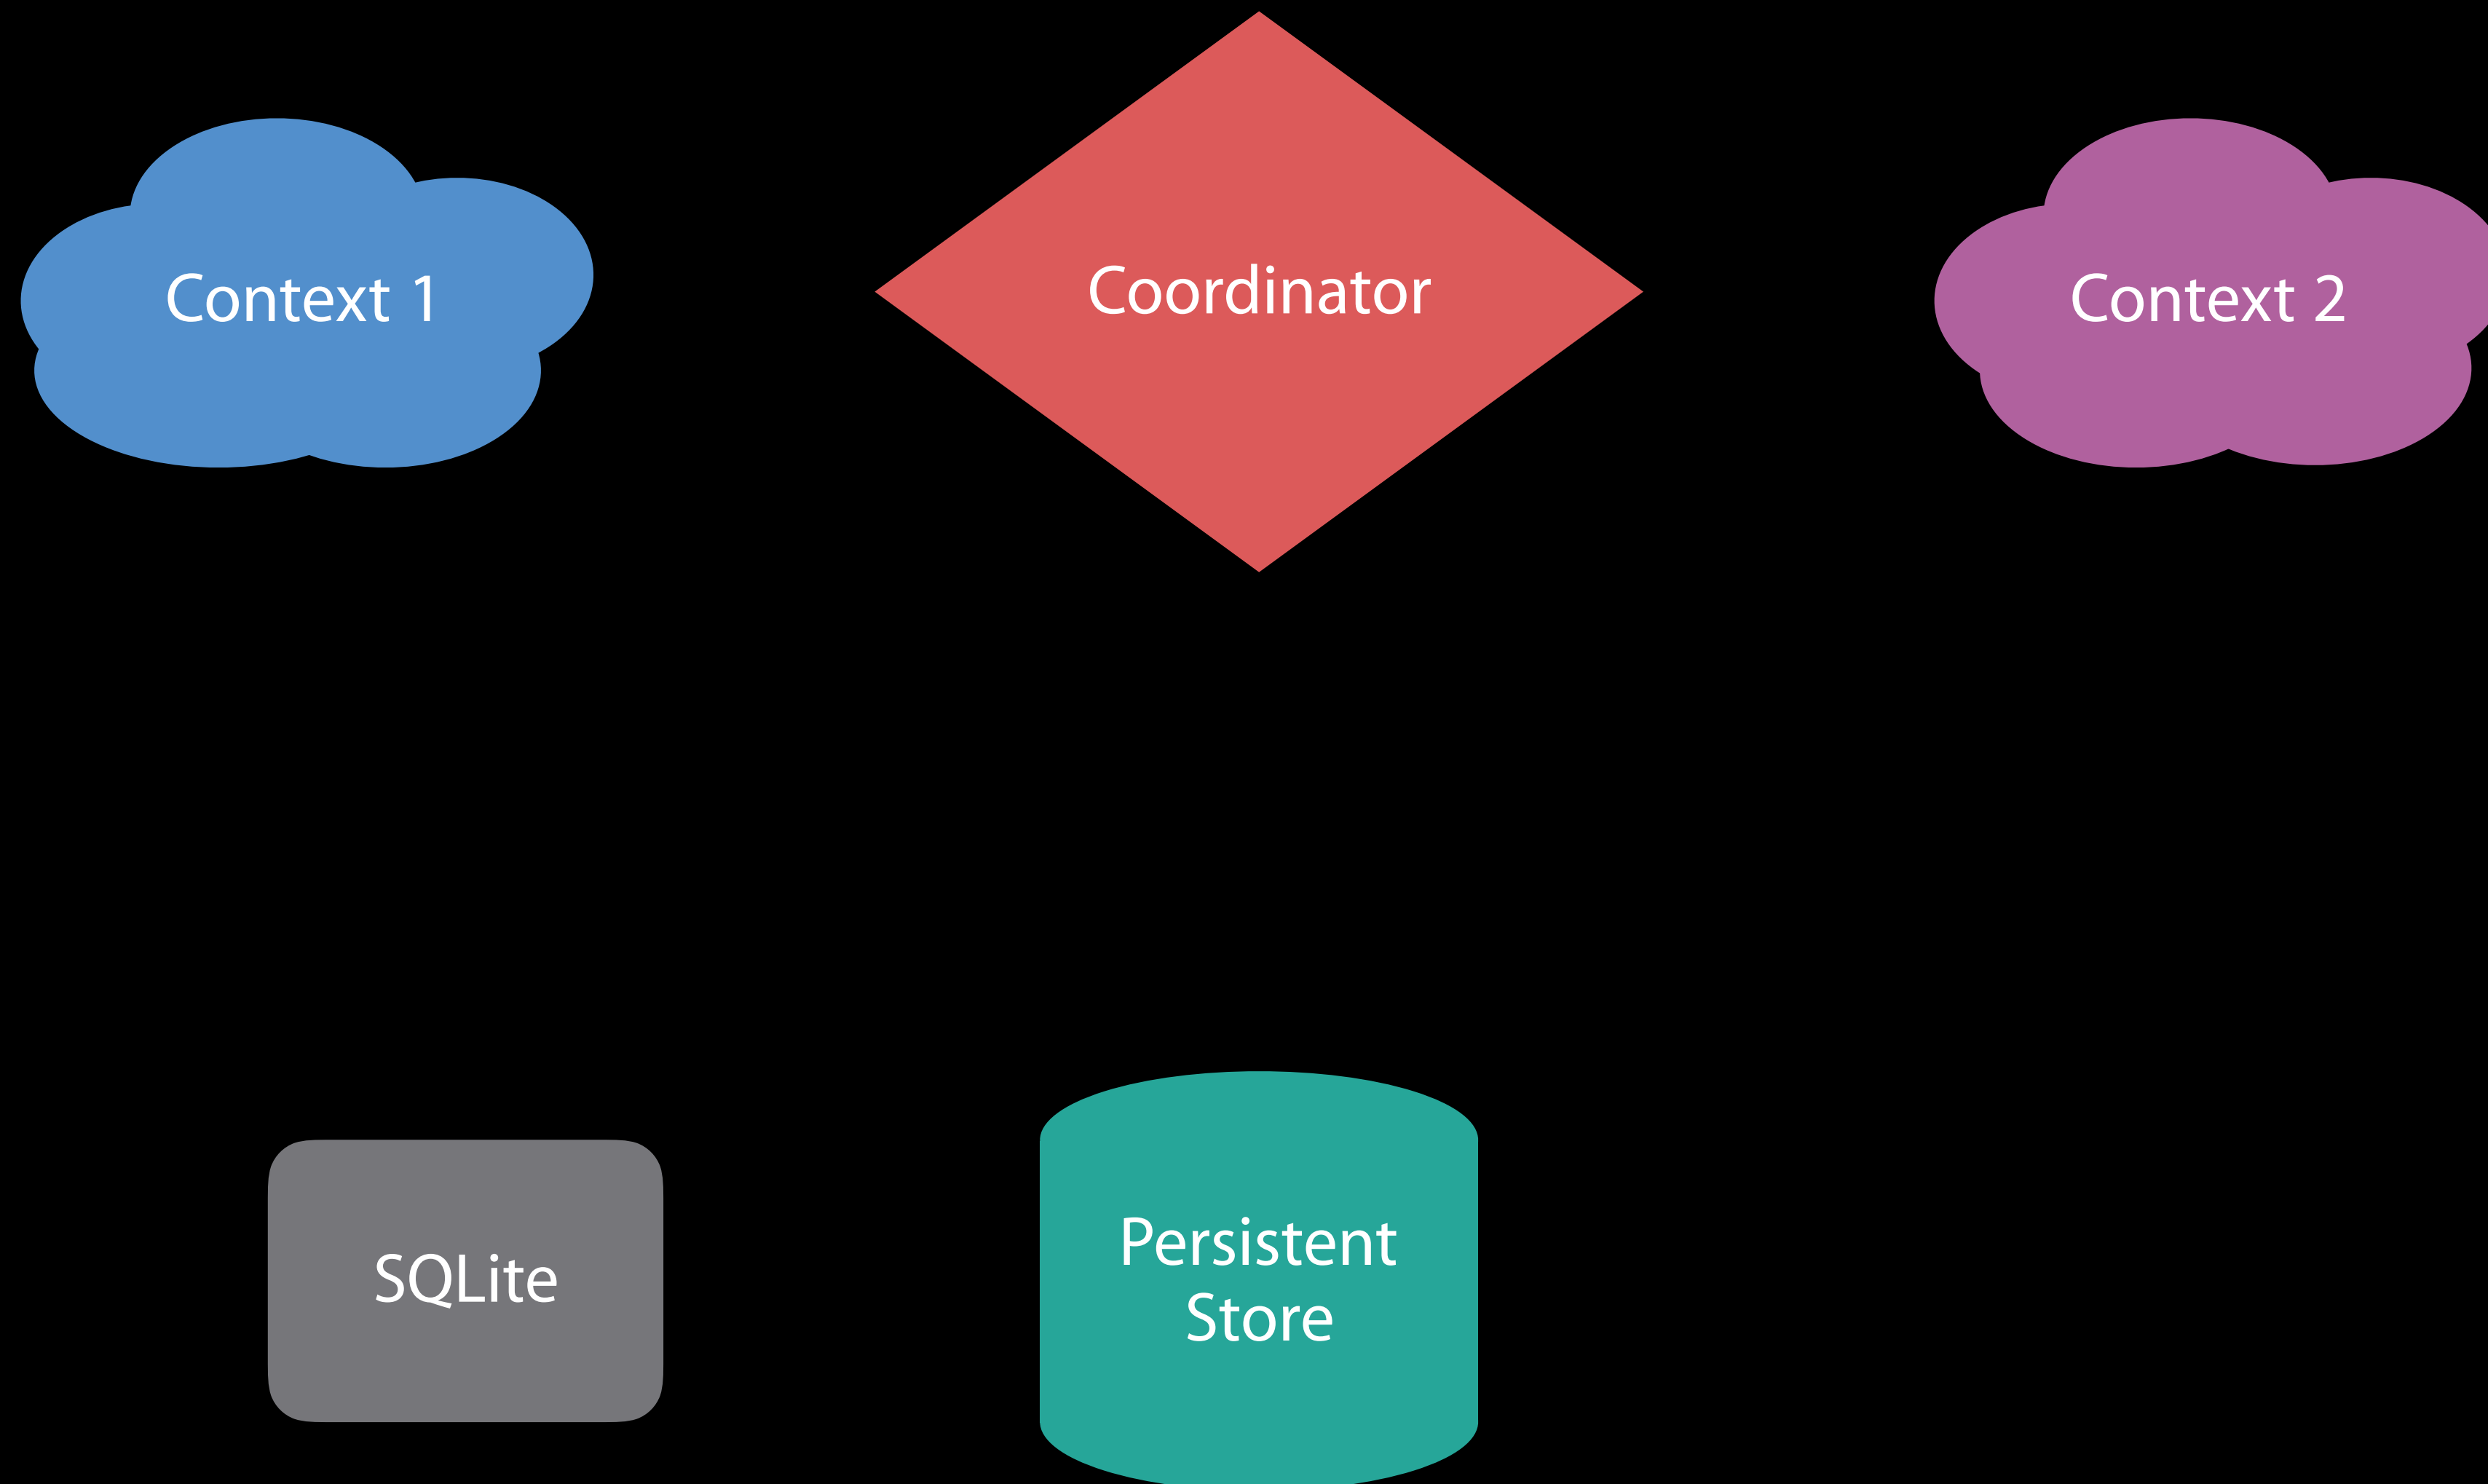 Context 1
Coordinator
Context 2
SQLite
Persistent
Store